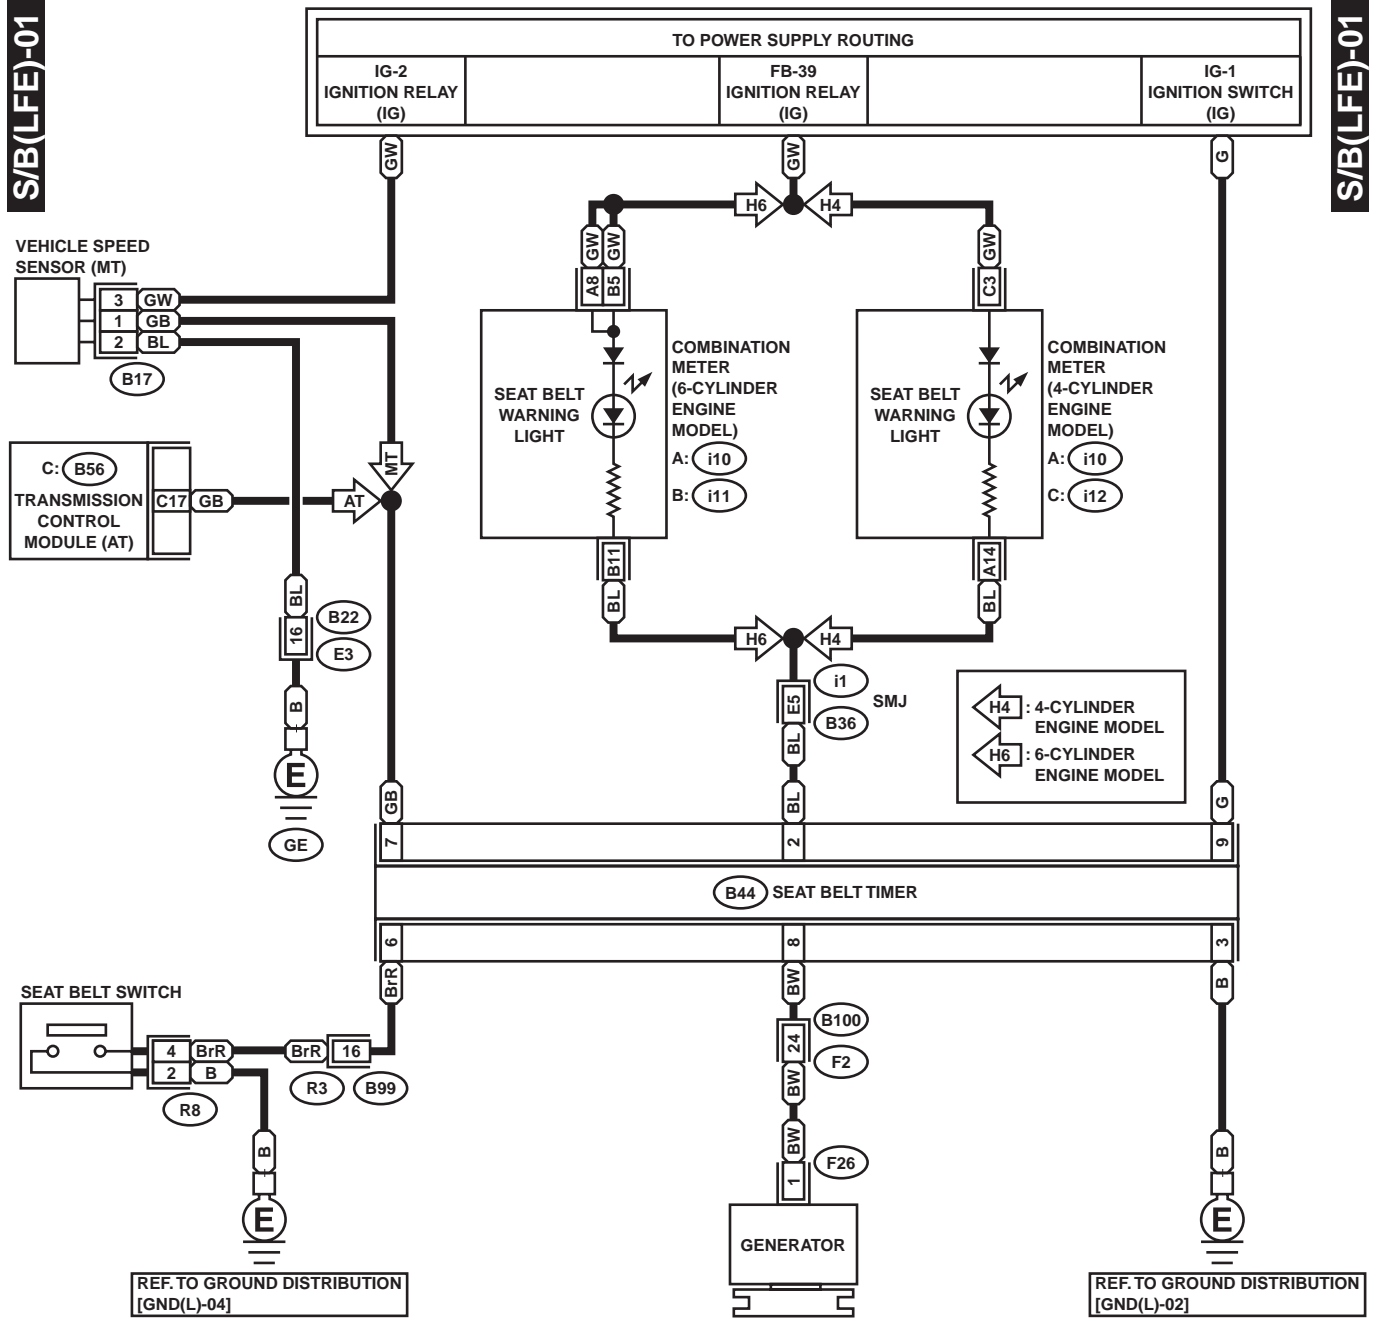 S/B(LFE)-01
S/B(LFE)-01
TO POWER SUPPLY ROUTING
IG-2
IGNITION RELAY
(IG)
FB-39
IGNITION RELAY
(IG)
IG-1
IGNITION SWITCH
(IG)
GW
GW
G
H6
H4
VEHICLE SPEED
SENSOR (MT)
3 GW
1 GB
2 BL
B17
GW
GW
A8
B5
GW
C3
SEAT BELT
WARNING
LIGHT
COMBINATION
METER
(6-CYLINDER
ENGINE
MODEL)
A: i10
B: i11
SEAT BELT
WARNING
LIGHT
COMBINATION
METER
(4-CYLINDER
ENGINE
MODEL)
A: i10
C: i12
C: B56
TRANSMISSION
CONTROL
MODULE (AT)
C17 GB
MT
AT
B11
BL
A14
BL
BL
16
B22
E3
B
E
GE
H6
H4
E5
i1
SMJ
B36
BL
BL
H4 : 4-CYLINDER
ENGINE MODEL
H6 : 6-CYLINDER
ENGINE MODEL
GB
G
7
2
9
B44 SEAT BELT TIMER
6
8
3
BrR
BW
B
SEAT BELT SWITCH
4 BrR
2 B
R8
BrR 16
R3
B99
B
E
REF. TO GROUND DISTRIBUTION
[GND(L)-04]
24
B100
F2
BW
BW
F26
1
GENERATOR
B
E
REF. TO GROUND DISTRIBUTION
[GND(L)-02]